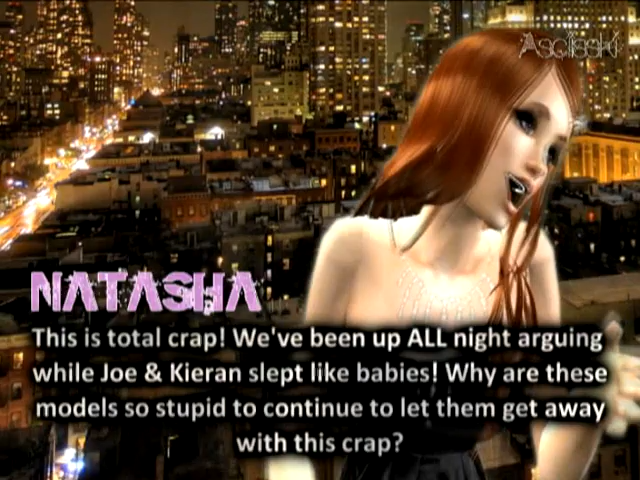 NATASHA
This is total crap! We've been up ALL night arguing
while Joe & Kieran slept like babies! Why are these
models so stupid to continue to let them get away
with this crap?